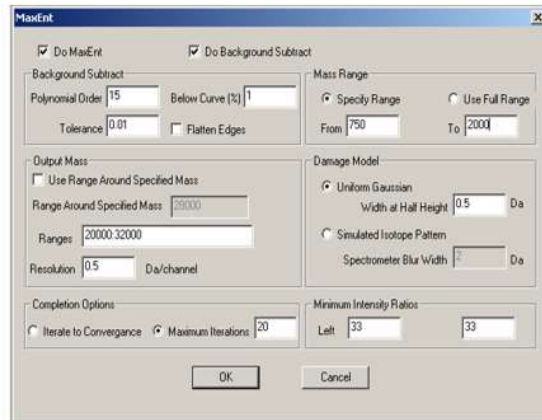 MaxEnt
Do MaxEnt
Do Background Subtract
Background Subtract
Polynomial Order 15 Below Curve (%) 1
Tolerance 0.01 Flatten Edges
Mass Range
Specify Range Use Full Range
From 750 To 2000
Output Mass
Use Range Around Specified Mass
Range Around Specified Mass 28000
Ranges 20000:32000
Resolution 0.5 Da/channel
Damage Model
Uniform Gaussian
Width at Half Height 0.5 Da
Simulated Isotope Pattern
Spectrometer Blur Width 2 Da
Completion Options
Iterate to Convergance Maximum Iterations 20
Minimum Intensity Ratios
Left 33 33
OK Cancel